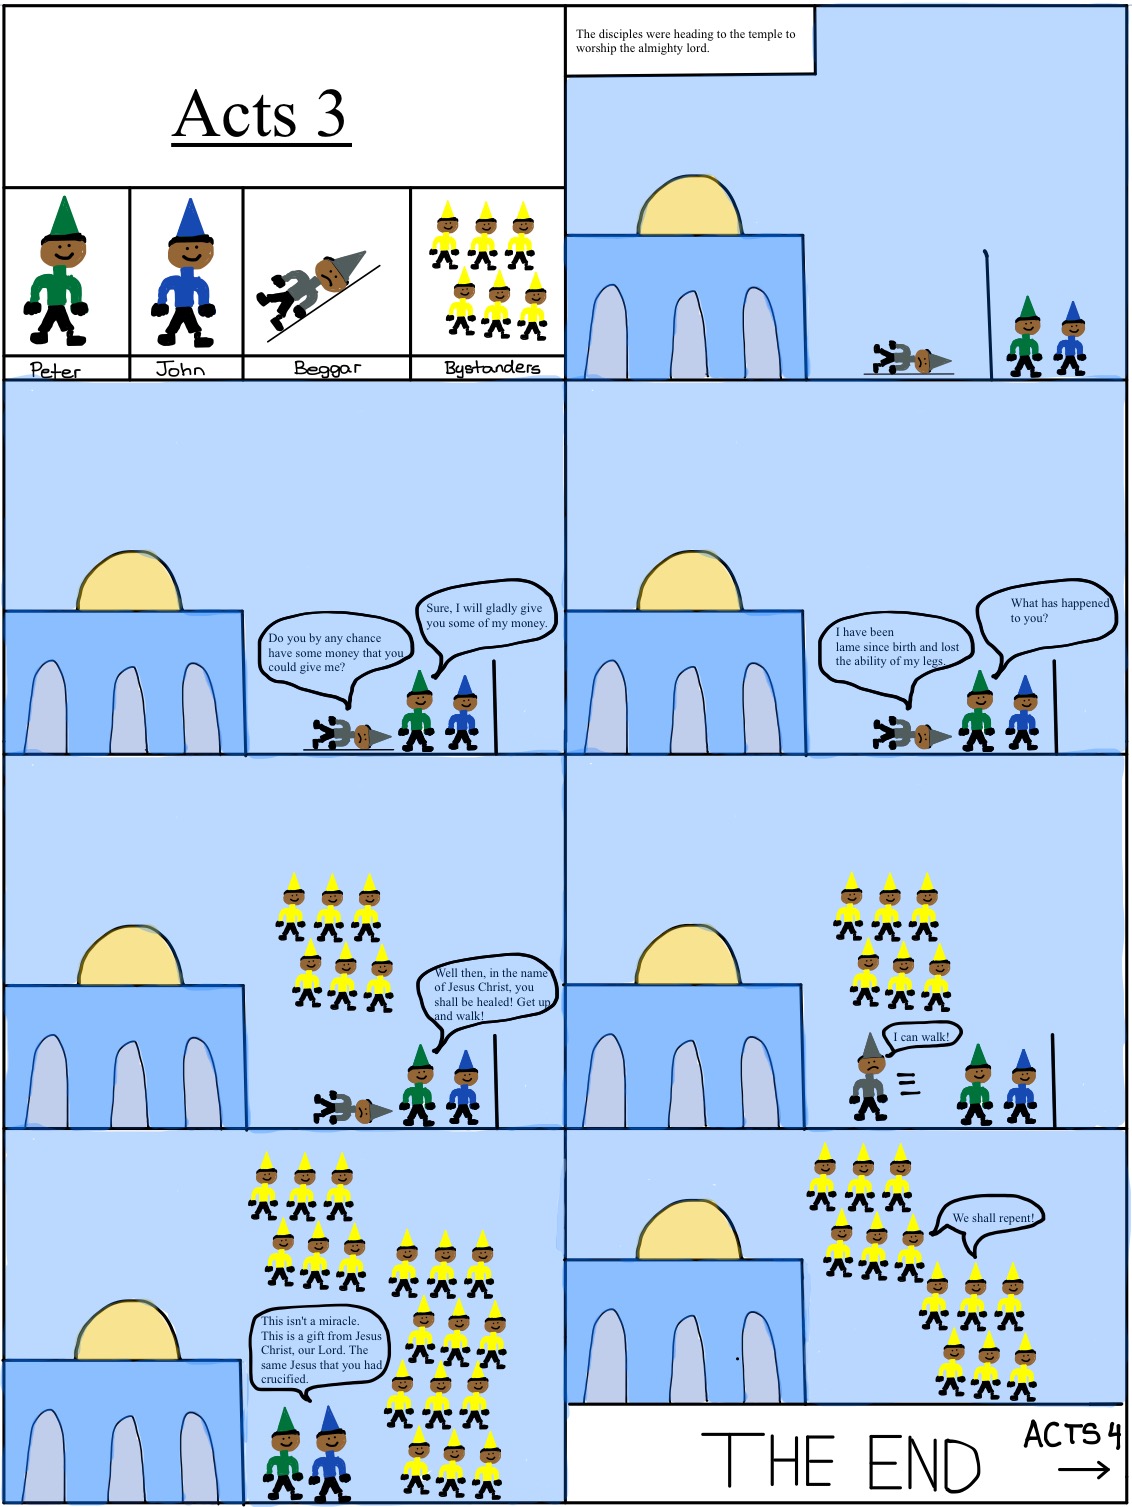 Acts 3
Peter
John
Beggar
Bystanders
The disciples were heading to the temple to
worship the almighty lord.
Do you by any chance
have some money that you
could give me?
Sure, I will gladly give
you some of my money.
What has happened
to you?
I have been
lame since birth and lost
the ability of my legs.
Well then, in the name
of Jesus Christ, you
shall be healed! Get up
and walk!
I can walk!
This isn't a miracle.
This is a gift from Jesus
Christ, our Lord. The
same Jesus that you had
crucified.
We shall repent!
THE END
ACTS 4